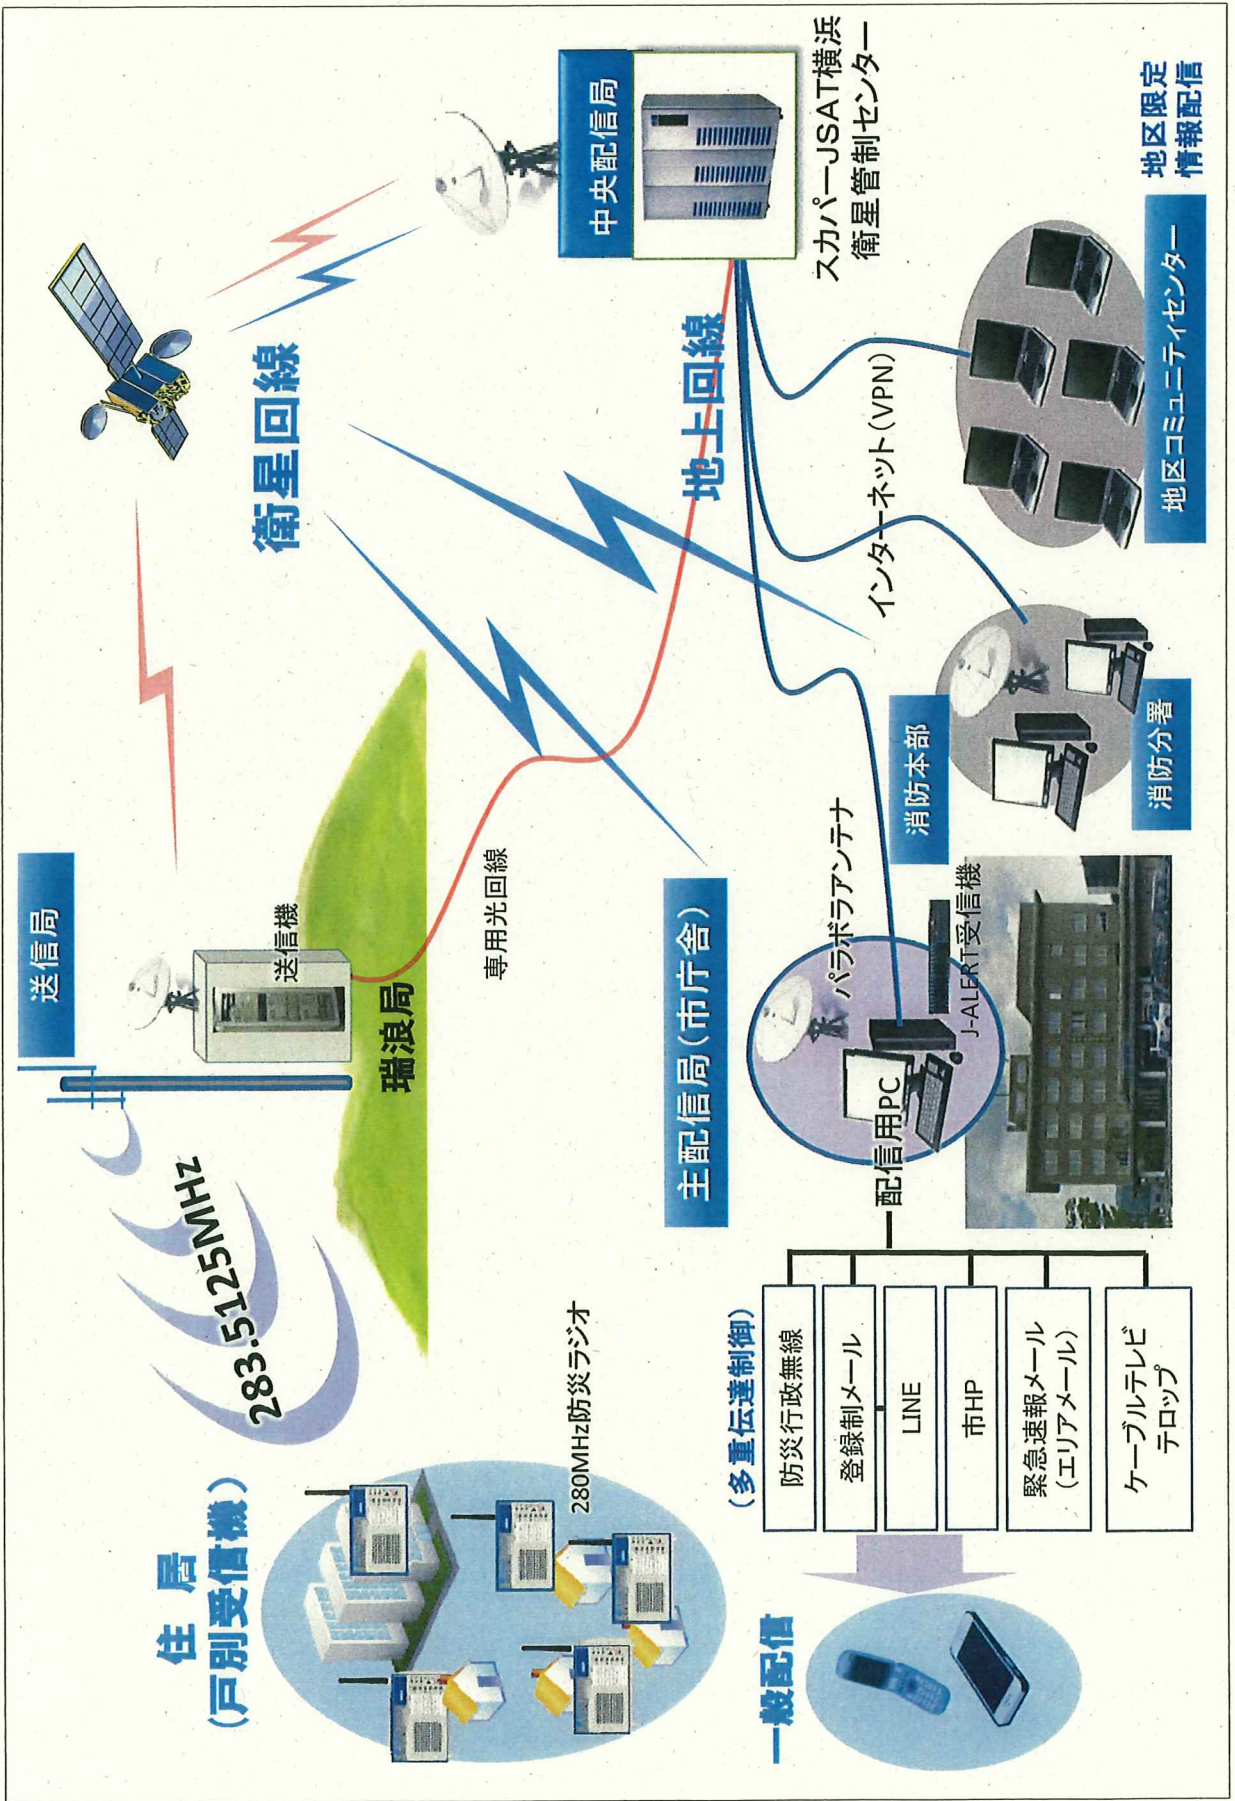 住居
(戸別受信機)
283.5125MHz
送信局
送信機
瑞浪局
280MHz防災ラジオ
専用光回線
衛星回線
中央配信局
スカパーJSAT横浜
衛星管制センター
地上回線
インターネット(VPN)
主配信局(市庁舎)
パラボラアンテナ
配信用PC
J-ALERT受信機
消防本部
消防分署
地区コミュニティセンター
地区限定
情報配信
(多重伝達制御)
防災行政無線
登録制メール
LINE
市HP
緊急速報メール
(エリアメール)
ケーブルテレビ
テロップ
一般配信